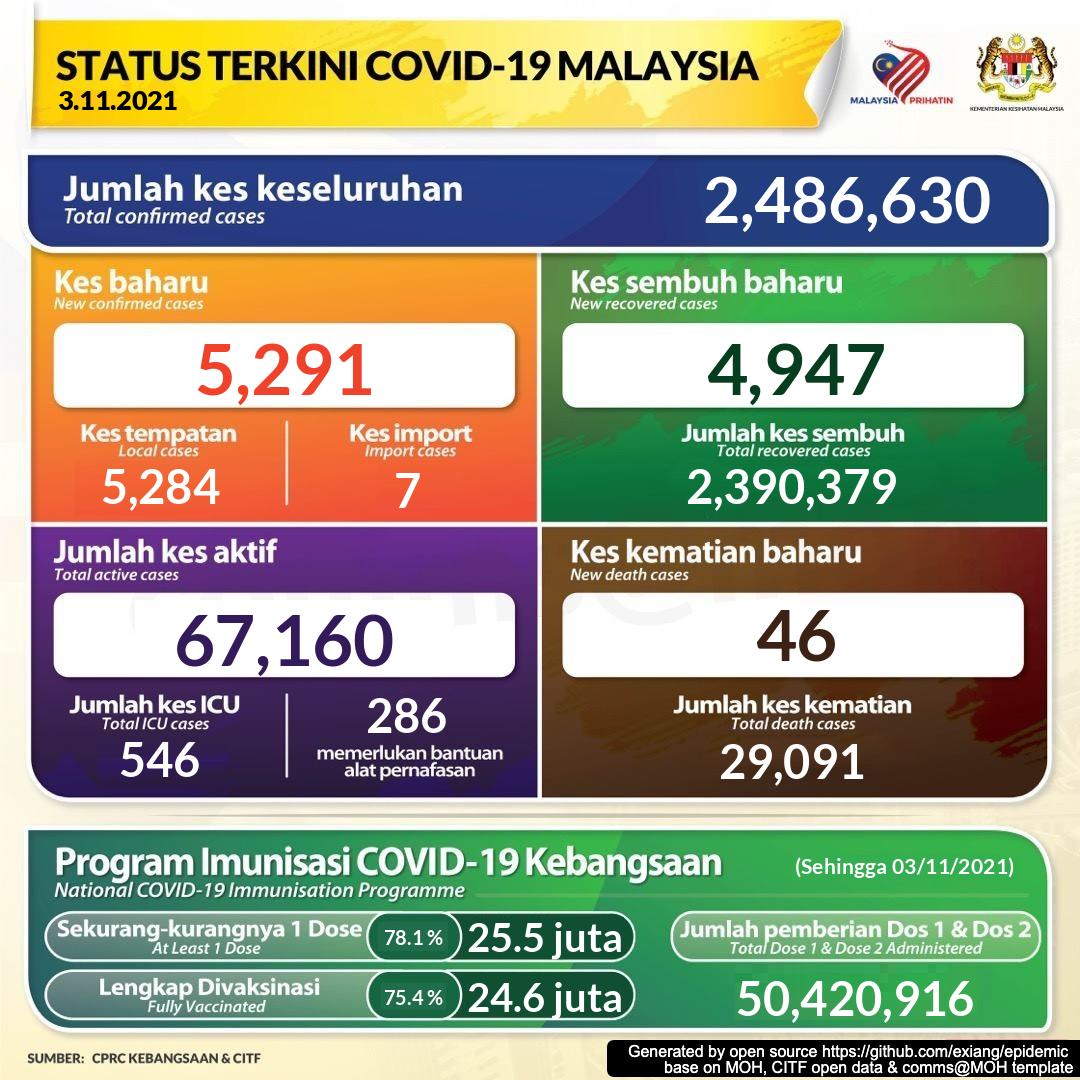 STATUS TERKINI COVID-19 MALAYSIA
3.11.2021
MALAYSIA PRIHATIN
KEMENTERIAN KESIHATAN MALAYSIA
Jumlah kes keseluruhan
Total confirmed cases
2,486,630
Kes baharu
New confirmed cases
5,291
Kes tempatan
Local cases
5,284
Kes import
Import cases
7
Kes sembuh baharu
New recovered cases
4,947
Jumlah kes sembuh
Total recovered cases
2,390,379
Jumlah kes aktif
Total active cases
67,160
Jumlah kes ICU
Total ICU cases
546
286
memerlukan bantuan
alat pernafasan
Kes kematian baharu
New death cases
46
Jumlah kes kematian
Total death cases
29,091
Program Imunisasi COVID-19 Kebangsaan
National COVID-19 Immunisation Programme
(Sehingga 03/11/2021)
Sekurang-kurangnya 1 Dose
At Least 1 Dose
78.1%
25.5 juta
Lengkap Divaksinasi
Fully Vaccinated
75.4%
24.6 juta
Jumlah pemberian Dos 1 & Dos 2
Total Dose 1 & Dose 2 Administered
50,420,916
SUMBER: CPRC KEBANGSAAN & CITF
Generated by open source https://github.com/exiang/epidemic
base on MOH, CITF open data & comms@MOH template